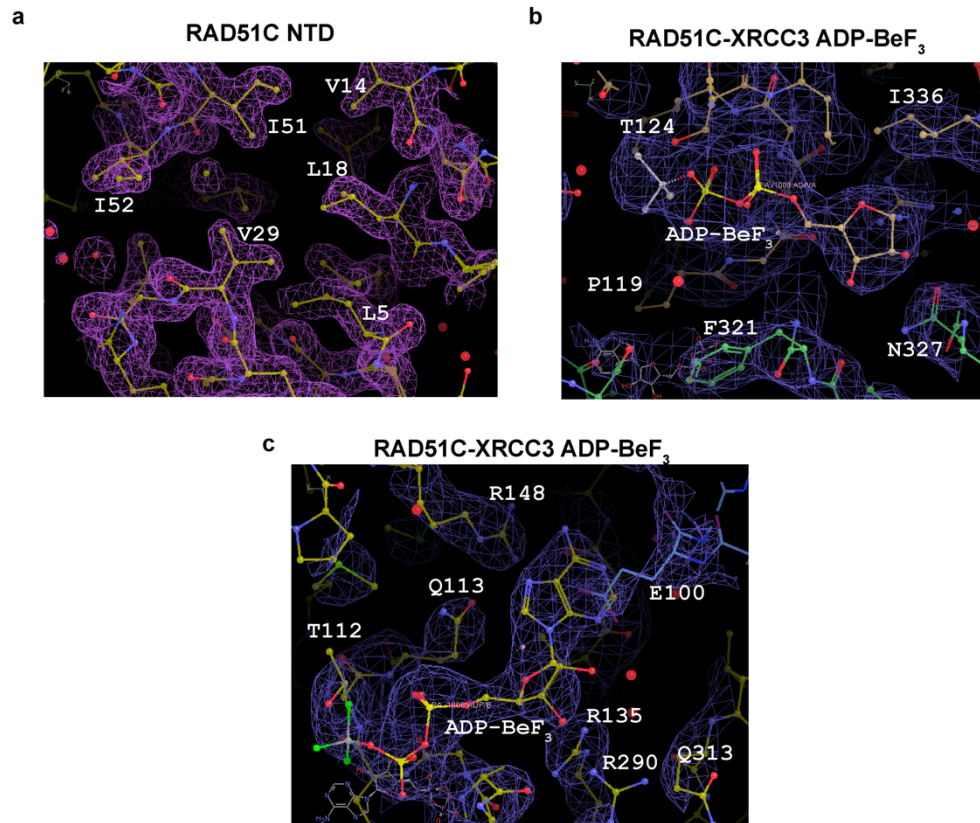 a
RAD51C NTD
V14
I51
L18
I52
V29
L5
b
RAD51C-XRCC3 ADP-BeF₃
I336
T124
ADP-BeF₃
P119
F321
N327
c
RAD51C-XRCC3 ADP-BeF₃
R148
Q113
E100
T112
ADP-BeF₃
R135
R290
Q313